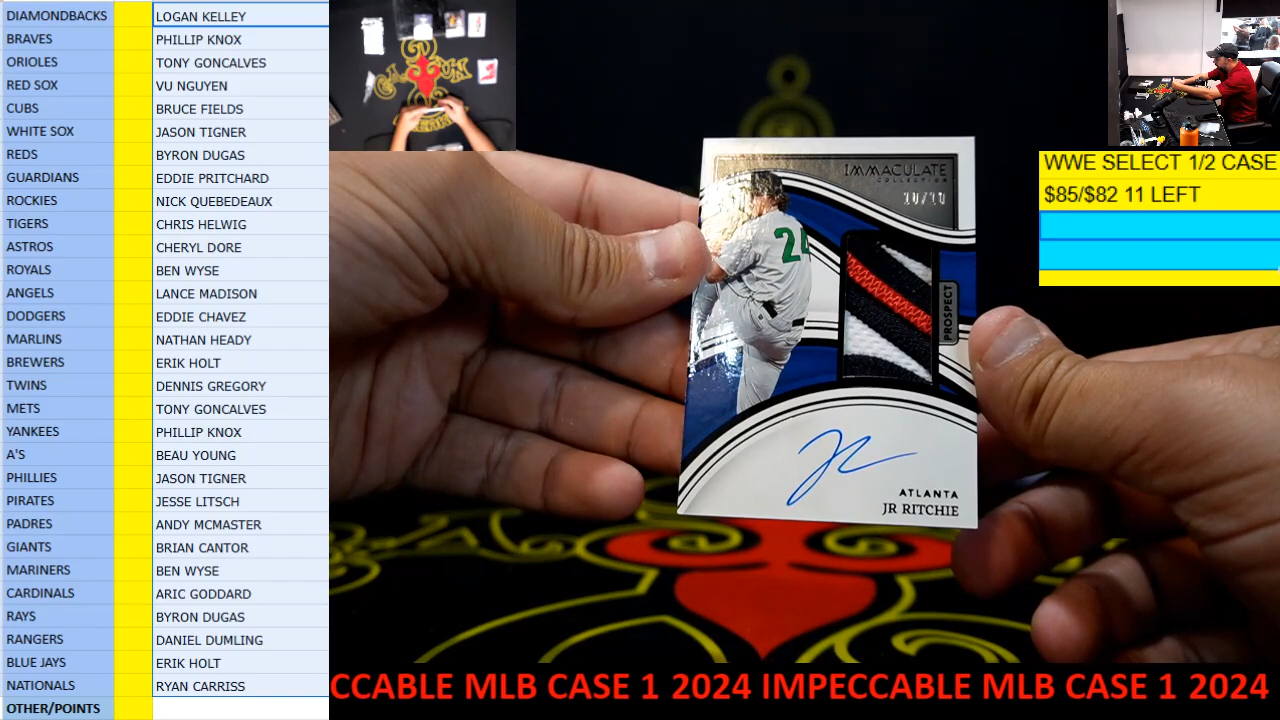 DIAMONDBACKS LOGAN KELLEY
BRAVES PHILLIP KNOX
ORIOLES TONY GONCALVES
RED SOX VU NGUYEN
CUBS BRUCE FIELDS
WHITE SOX JASON TIGNER
REDS BYRON DUGAS
GUARDIANS EDDIE PRITCHARD
ROCKIES NICK QUEBEDEAUX
TIGERS CHRIS HELWIG
ASTROS CHERYL DORE
ROYALS BEN WYSE
ANGELS LANCE MADISON
DODGERS EDDIE CHAVEZ
MARLINS NATHAN HEADY
BREWERS ERIK HOLT
TWINS DENNIS GREGORY
METS TONY GONCALVES
YANKEES PHILLIP KNOX
A'S BEAU YOUNG
PHILLIES JASON TIGNER
PIRATES JESSE LITSCH
PADRES ANDY MCMASTER
GIANTS BRIAN CANTOR
MARINERS BEN WYSE
CARDINALS ARIC GODDARD
RAYS BYRON DUGAS
RANGERS DANIEL DUMLING
BLUE JAYS ERIK HOLT
NATIONALS RYAN CARRISS
OTHER/POINTS
WWE SELECT 1/2 CASE
$85/$82 11 LEFT
IMMACULATE
COLLECTION
10/10
24
PROSPECT
ATLANTA
JR RITCHIE
CCABLE MLB CASE 1 2024 IMPECCABLE MLB CASE 1 2024